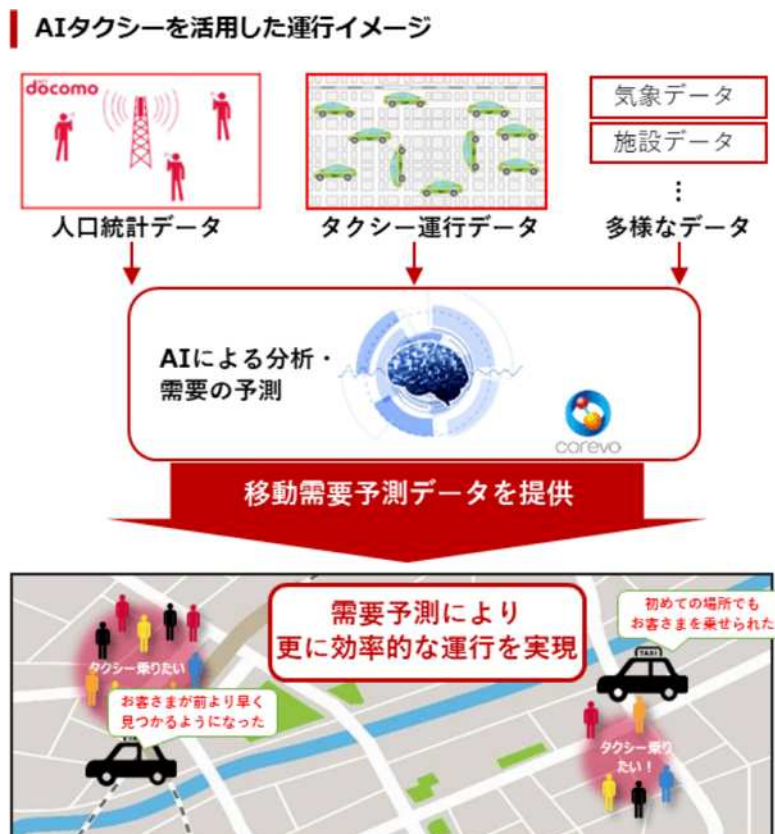 AIタクシーを活用した運行イメージ
döcomo
気象データ
施設データ
⋮
人口統計データ
タクシー運行データ
多様なデータ
AIによる分析・
需要の予測
corevo
移動需要予測データを提供
需要予測により
更に効率的な運行を実現
初めての場所でも
お客さまを乗せられた
TAXI
タクシー乗りたい
お客さまが前より早く
見つかるようになった
タクシー乗り
たい！